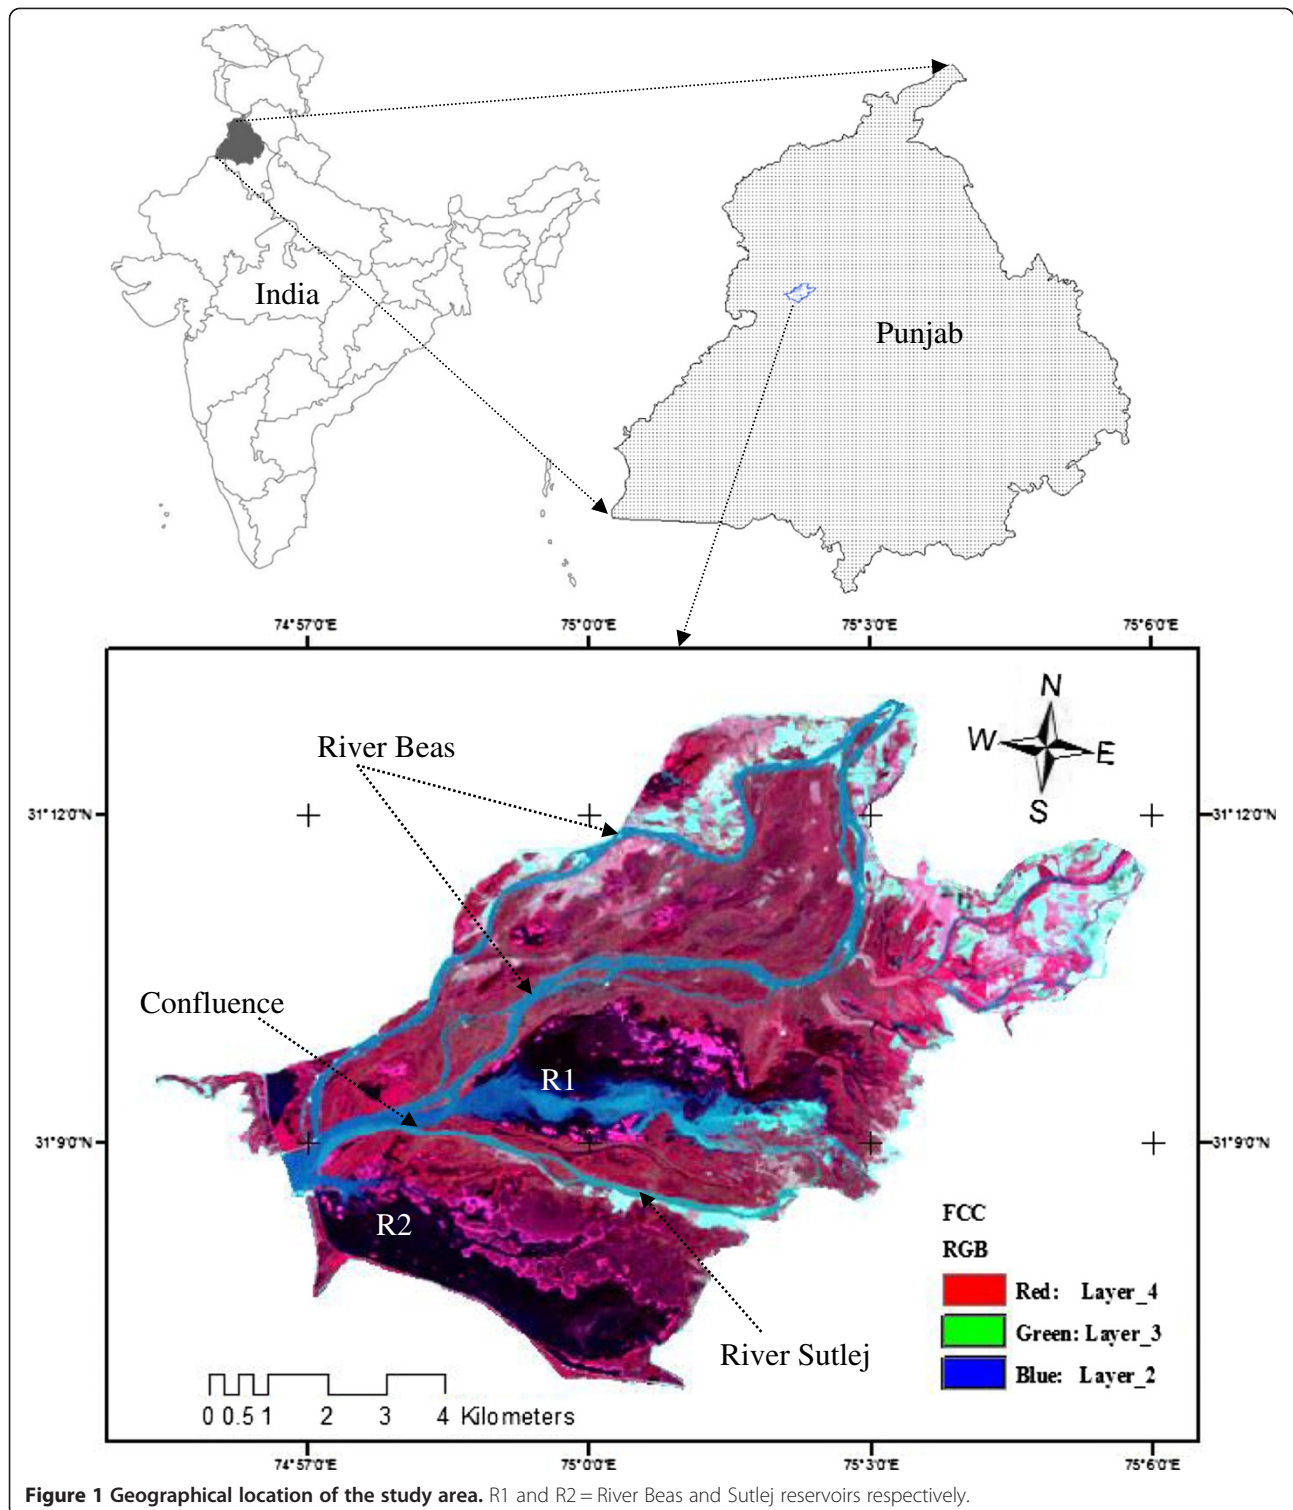 India
Punjab
74°57'0"E 75°0'0"E 75°3'0"E 75°6'0"E
N
W E
S
River Beas
31°12'0"N 31°12'0"N
Confluence
R1
31°9'0"N 31°9'0"N
R2
River Sutlej
FCC
RGB
Red: Layer_4
Green: Layer_3
Blue: Layer_2
0 0.5 1 2 3 4 Kilometers
74°57'0"E 75°0'0"E 75°3'0"E 75°6'0"E
Figure 1 Geographical location of the study area. R1 and R2 = River Beas and Sutlej reservoirs respectively.